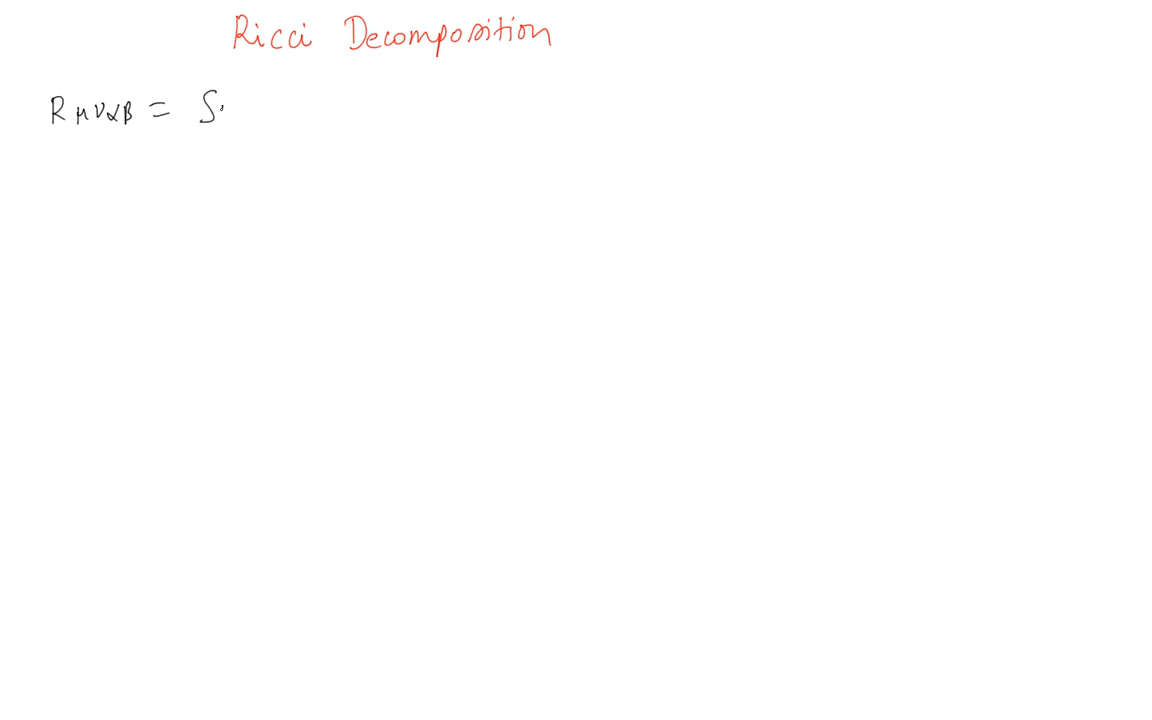 Ricci Decomposition
Rμναβ = S